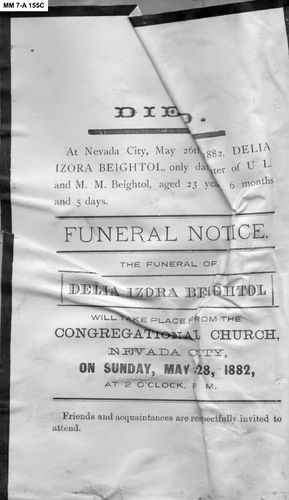 MM 7-A 155C
DIE,.
At Nevada City, May 26th, 1882, DELIA
IZORA BEIGHTOL, only da ter of U L
and M. M. Beightol, aged 23 yea 6 months
and 5 days.
FUNERAL NOTICE.
THE FUNERAL OF
DELIA IZORA BEIGHTOL
WILL TAKE PLACE FROM THE
CONGREGATIONAL CHURCH,
NEVADA CITY,
ON SUNDAY, MAY 28, 1882,
AT 2 O'CLOCK, P. M.
Friends and acquaintances are respectfully invited to
attend.